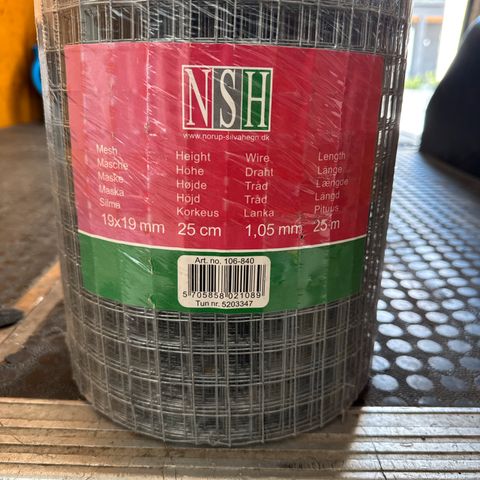 NSH
www.norup-silvahegn.dk
Mesh Height Wire Length
Masche Hohe Draht Länge
Maske Højde Tråd Længde
Maska Höjd Tråd Längd
Silma Korkeus Lanka Pituus
19x19 mm 25 cm 1,05 mm 25 m
Art. no. 106-840
5 705858 021089
Tun nr. 5203347